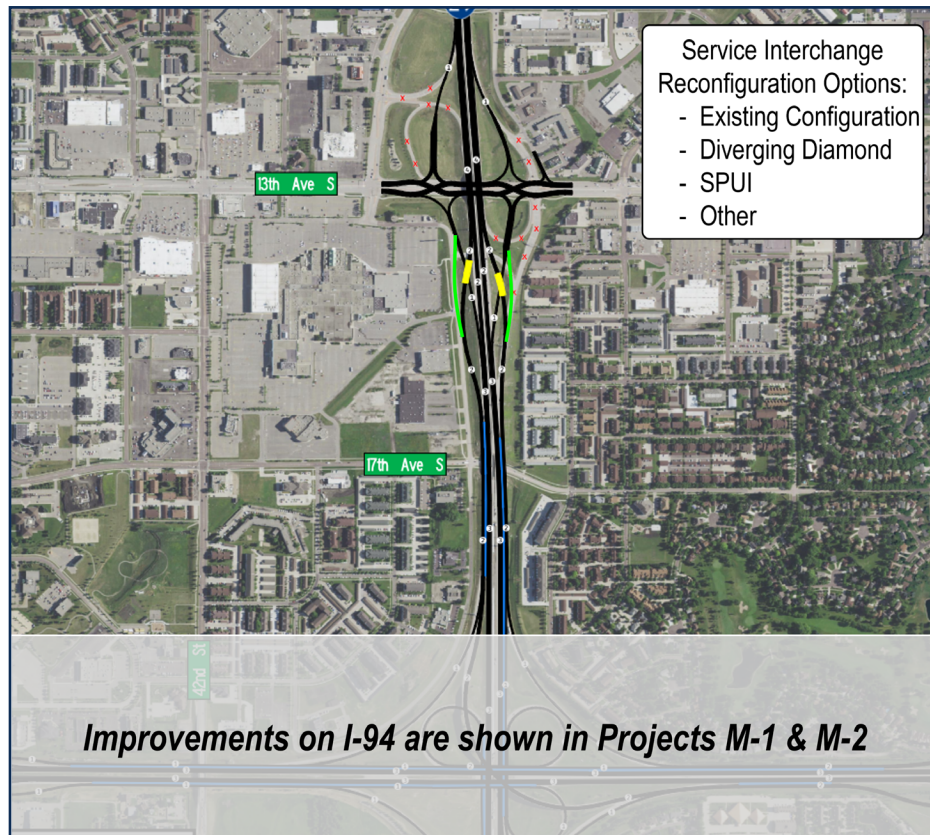 Service Interchange
Reconfiguration Options:
- Existing Configuration
- Diverging Diamond
- SPUI
- Other
13th Ave S
17th Ave S
42nd St
Improvements on I-94 are shown in Projects M-1 & M-2